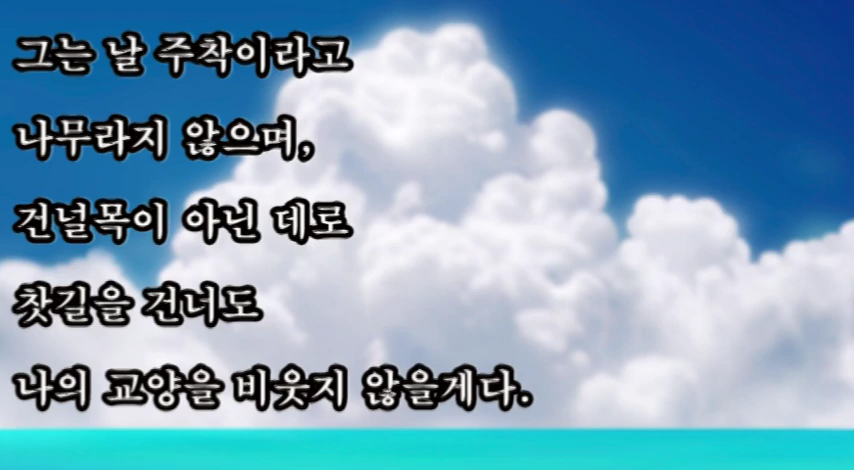 그는 날 주착이라고
나무라지 않으며,
건널목이 아닌 데로
찻길을 건너도
나의 교양을 비웃지 않을게다.